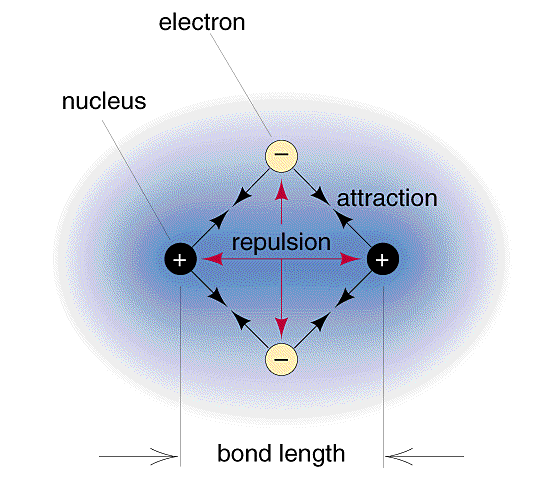 electron
nucleus
−
attraction
repulsion
+
+
−
bond length